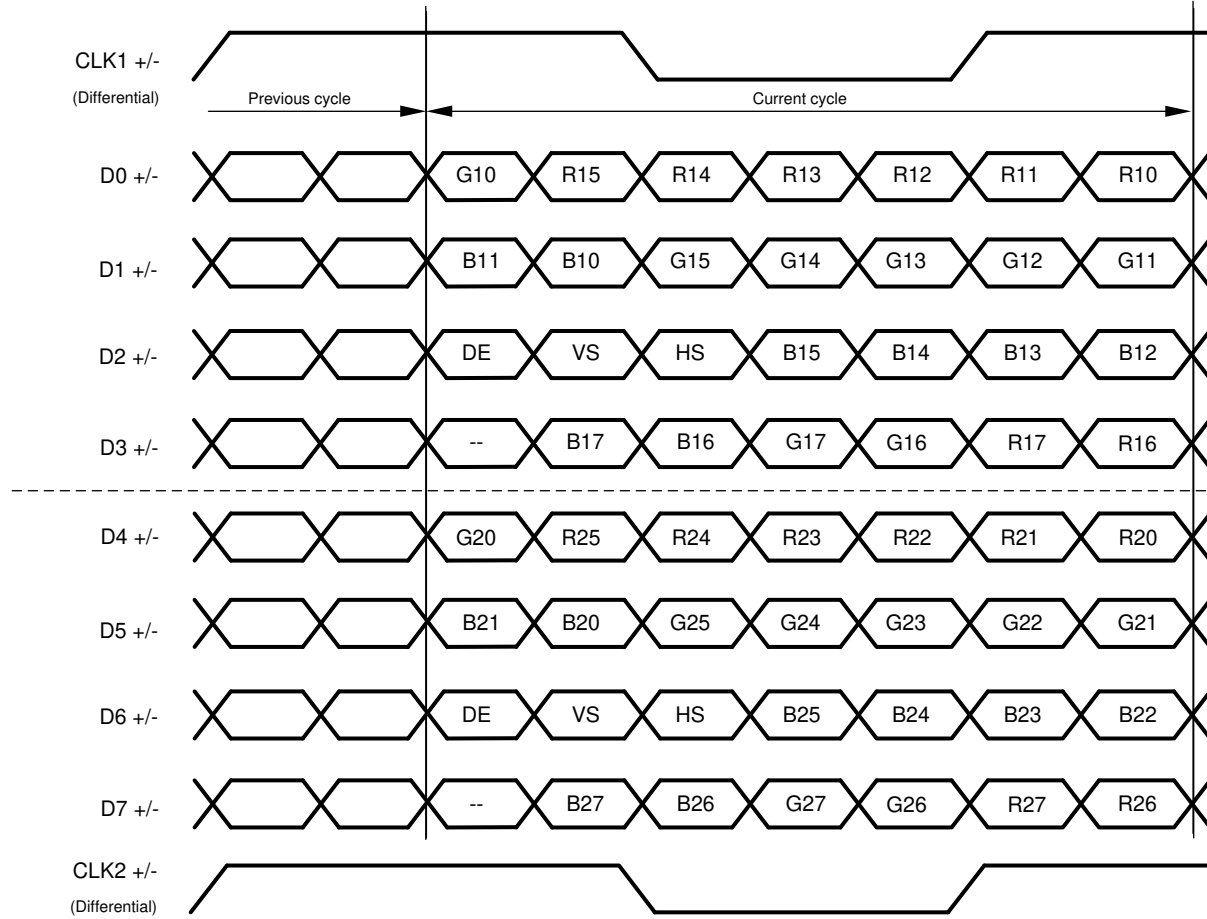 CLK1 +/-
(Differential)
Previous cycle Current cycle
D0 +/- G10 R15 R14 R13 R12 R11 R10
D1 +/- B11 B10 G15 G14 G13 G12 G11
D2 +/- DE VS HS B15 B14 B13 B12
D3 +/- -- B17 B16 G17 G16 R17 R16
D4 +/- G20 R25 R24 R23 R22 R21 R20
D5 +/- B21 B20 G25 G24 G23 G22 G21
D6 +/- DE VS HS B25 B24 B23 B22
D7 +/- -- B27 B26 G27 G26 R27 R26
CLK2 +/-
(Differential)